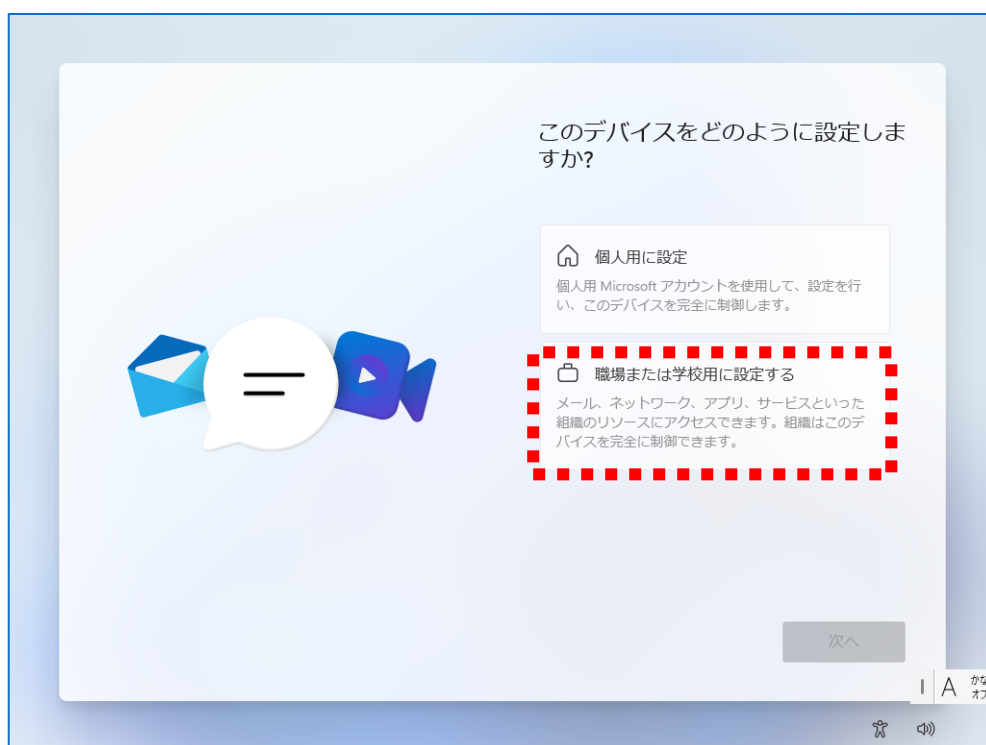 このデバイスをどのように設定しま
すか?
個人用に設定
個人用 Microsoft アカウントを使用して、設定を行
い、このデバイスを完全に制御します。
職場または学校用に設定する
メール、ネットワーク、アプリ、サービスといった
組織のリソースにアクセスできます。組織はこのデ
バイスを完全に制御できます。
次へ
A
かな
オフ